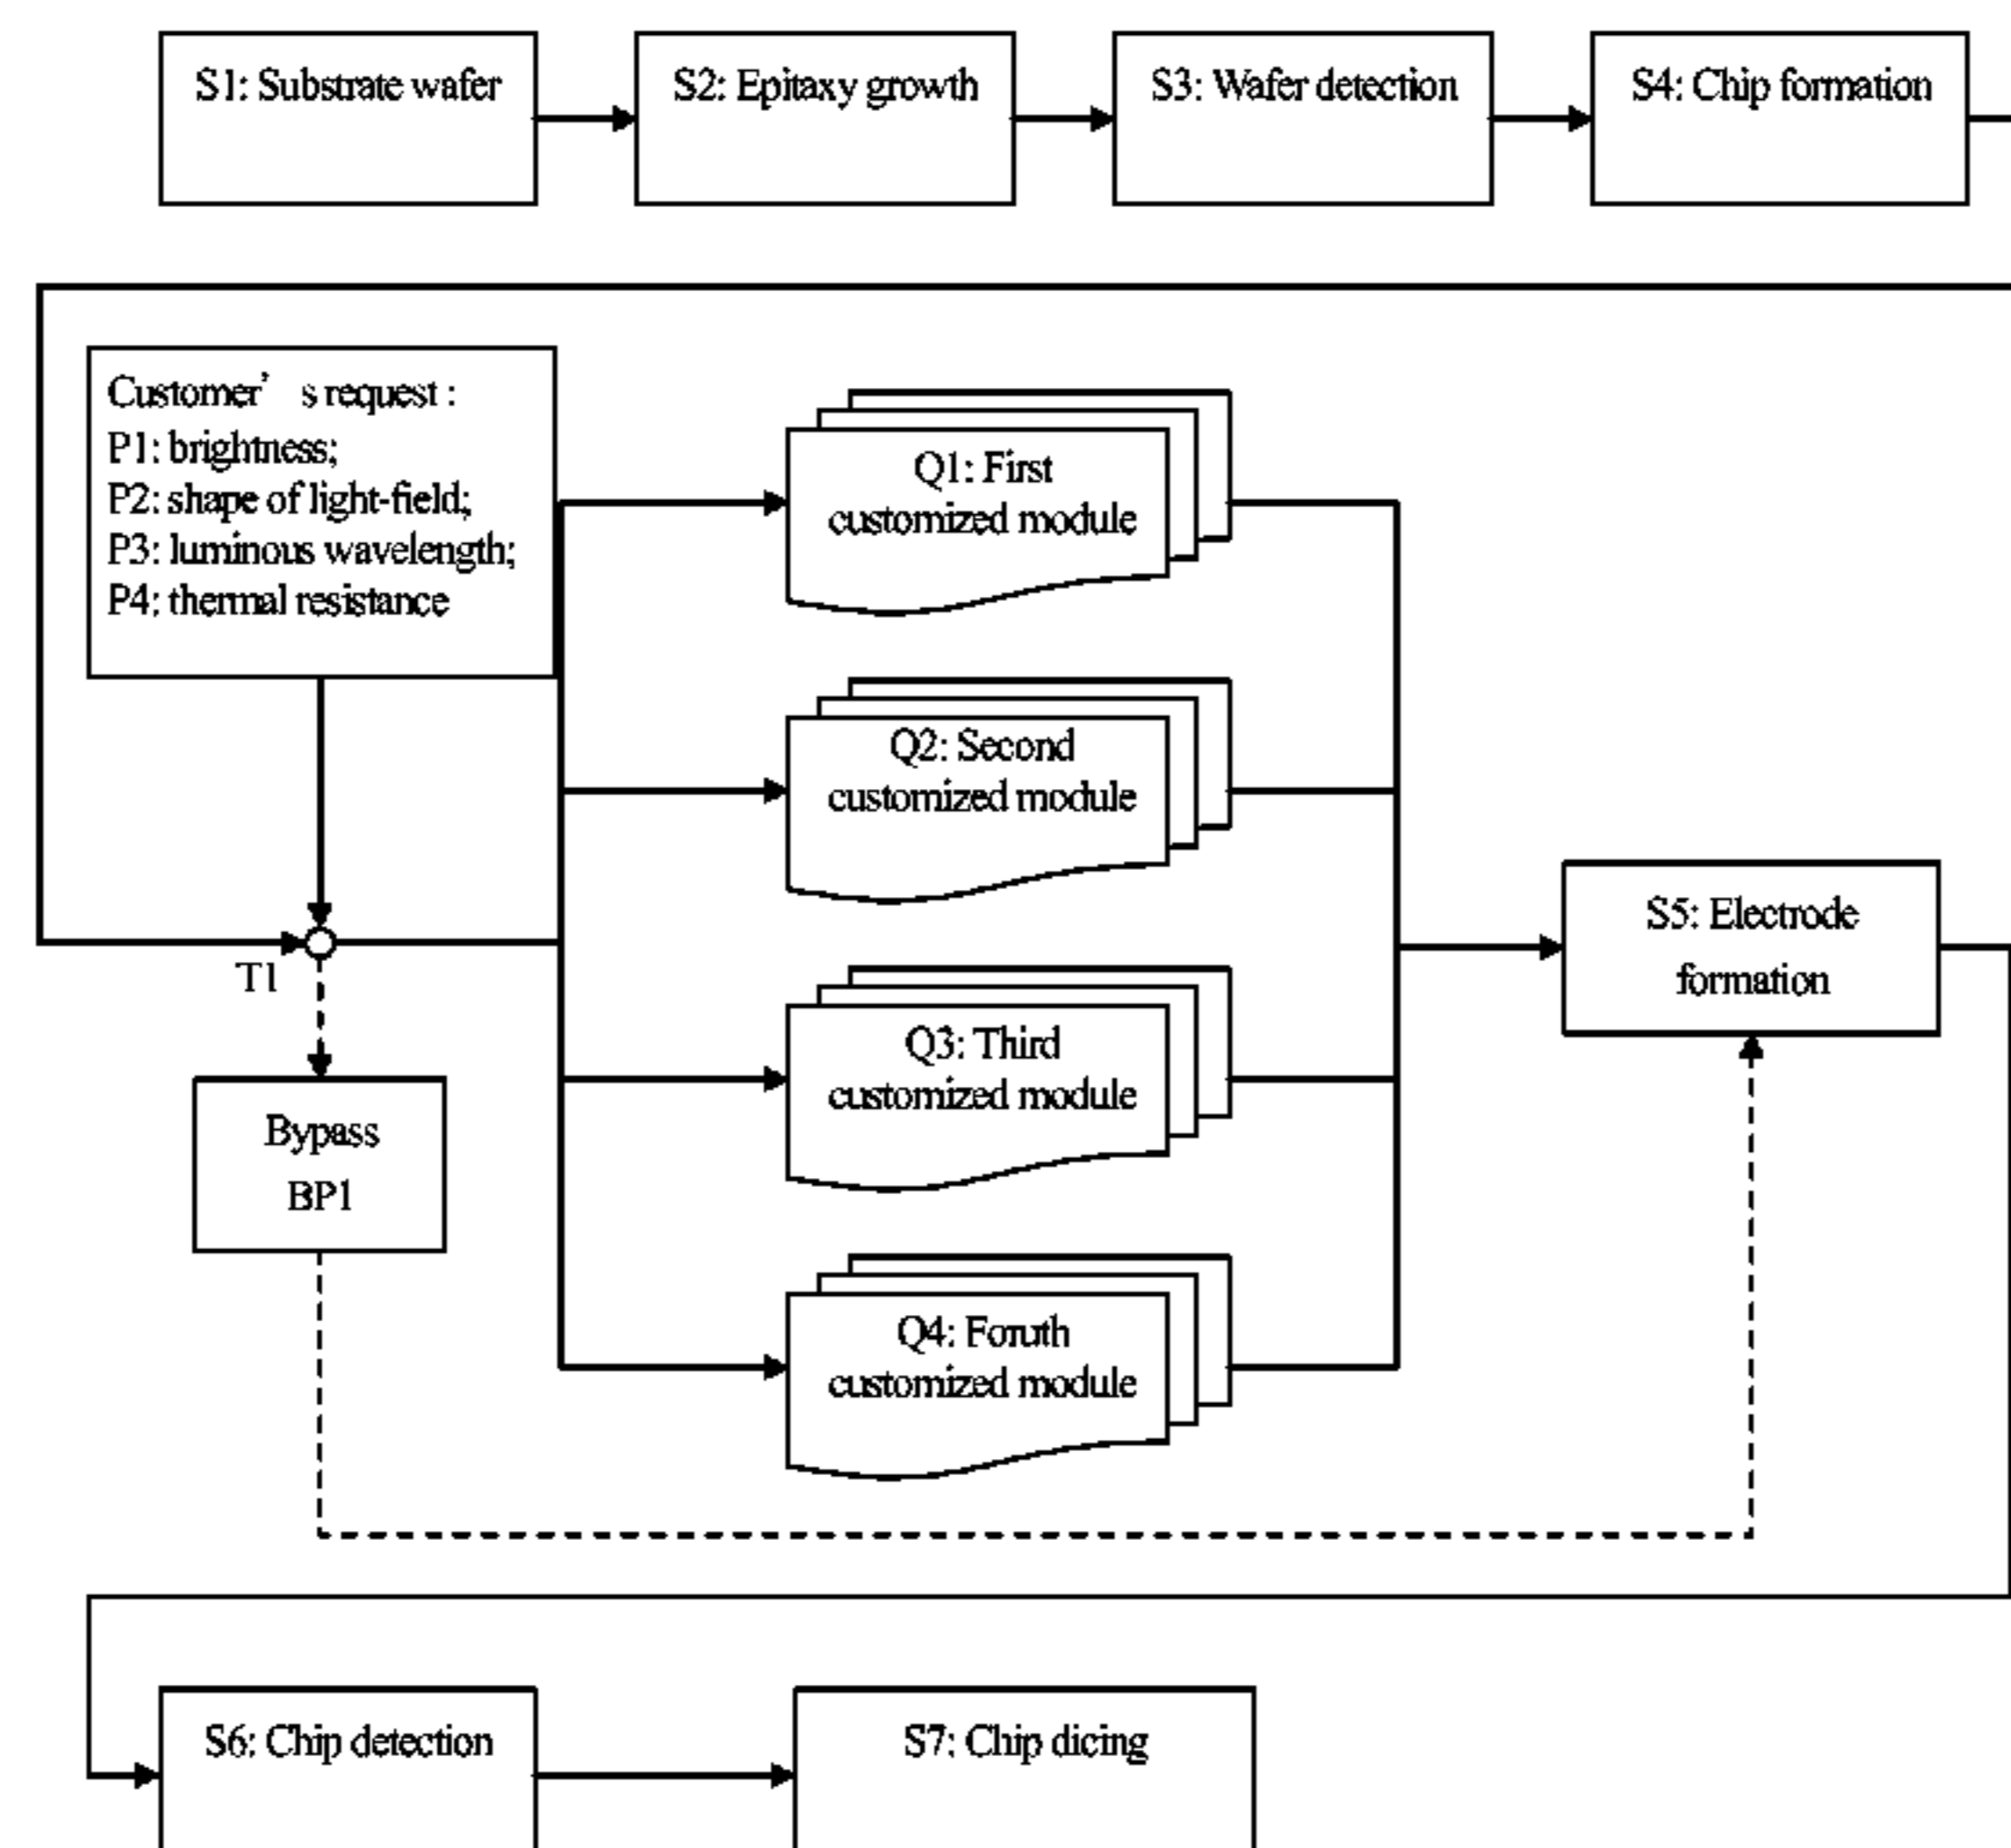 S1: Substrate wafer
S2: Epitaxy growth
S3: Wafer detection
S4: Chip formation
Customer’ s request :
P1: brightness;
P2: shape of light-field;
P3: luminous wavelength;
P4: thermal resistance
Q1: First
customized module
Q2: Second
customized module
T1
S5: Electrode
formation
Q3: Third
customized module
Bypass
BP1
Q4: Foruth
customized module
S6: Chip detection
S7: Chip dicing